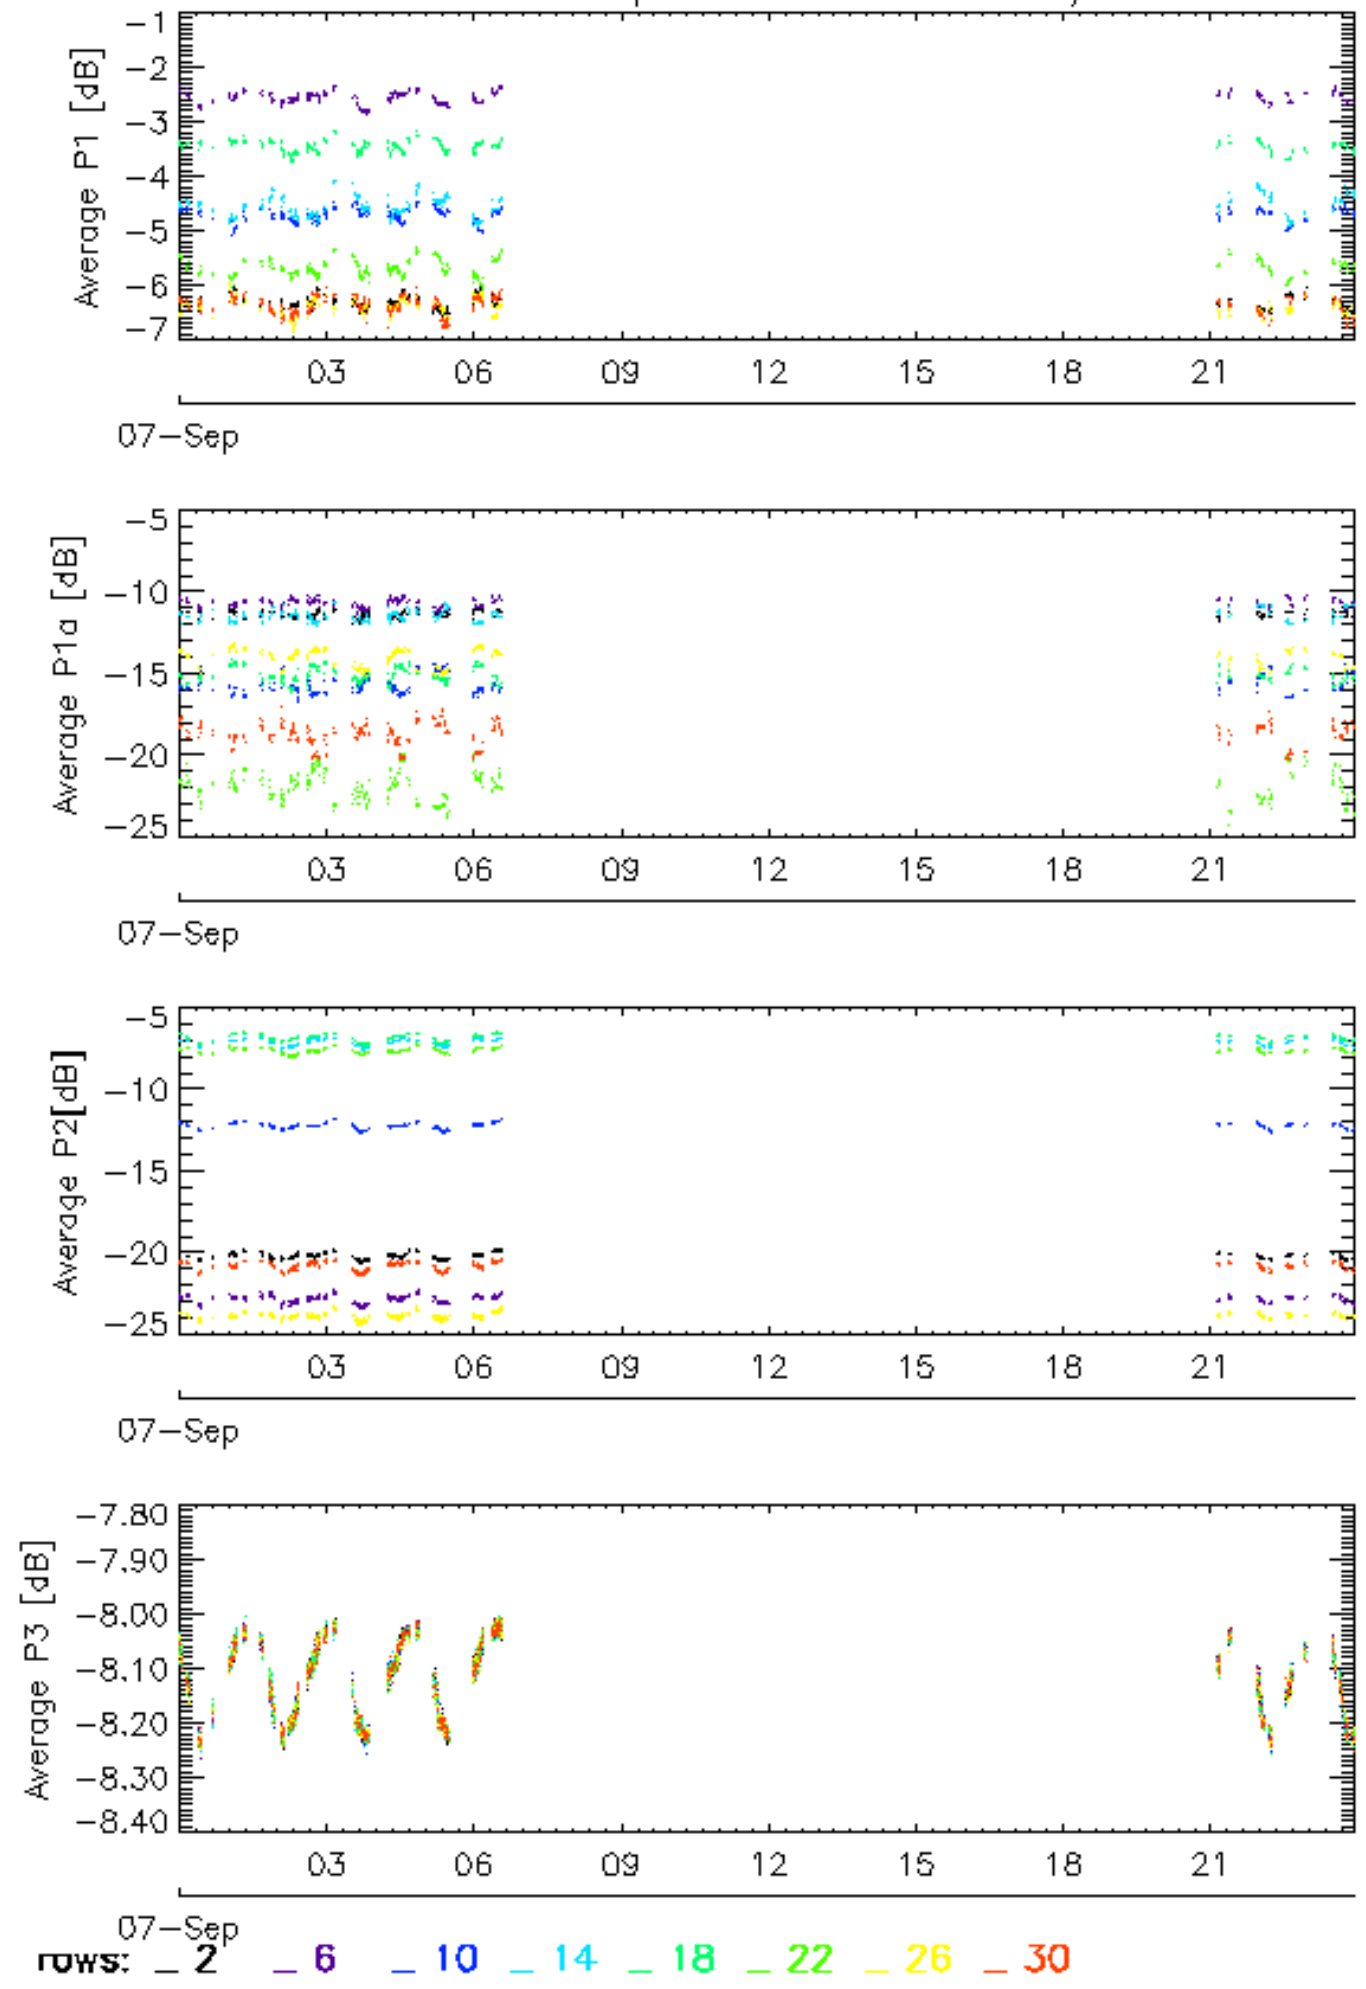 -1
-2
-3
-4
-5
-6
-7
Average P1 [dB]
03 06 09 12 15 18 21
07-Sep
-5
-10
-15
-20
-25
Average P1a [dB]
03 06 09 12 15 18 21
07-Sep
-5
-10
-15
-20
-25
Average P2[dB]
03 06 09 12 15 18 21
07-Sep
-7.80
-7.90
-8.00
-8.10
-8.20
-8.30
-8.40
Average P3 [dB]
03 06 09 12 15 18 21
07-Sep
rows: _ 2 _ 6 _ 10 _ 14 _ 18 _ 22 _ 26 _ 30